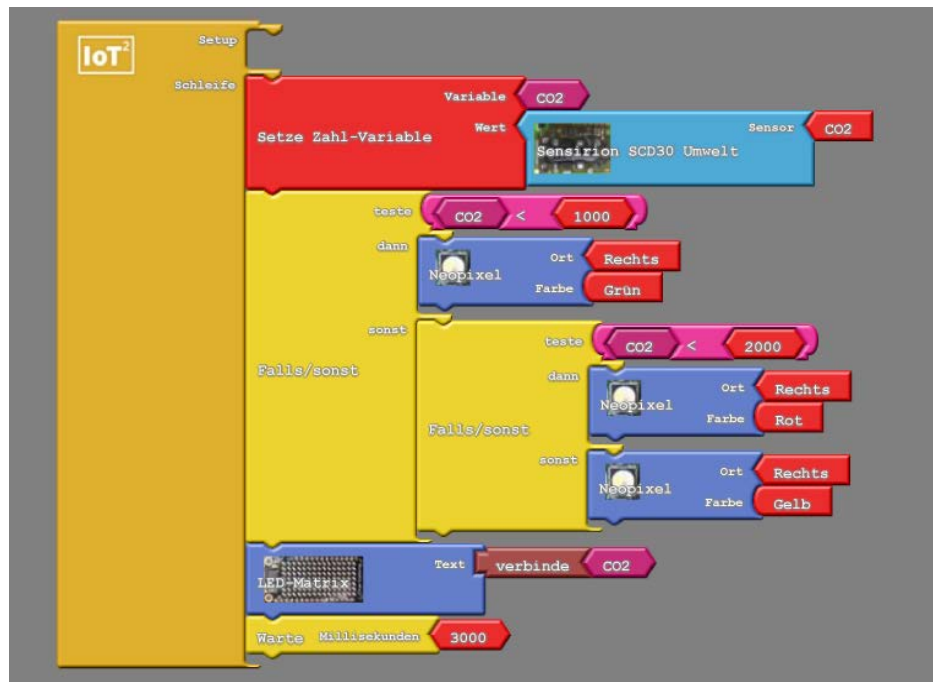 IoT²
Setup
Schleife
Variable CO2
Setze Zahl-Variable
Wert
Sensirion SCD30 Umwelt
Sensor CO2
teste CO2 < 1000
dann
Neopixel
Ort Rechts
Farbe Grün
sonst
Falls/sonst
teste CO2 < 2000
dann
Neopixel
Ort Rechts
Farbe Rot
Falls/sonst
sonst
Neopixel
Ort Rechts
Farbe Gelb
LED-Matrix
Text verbinde CO2
Warte Millisekunden 3000